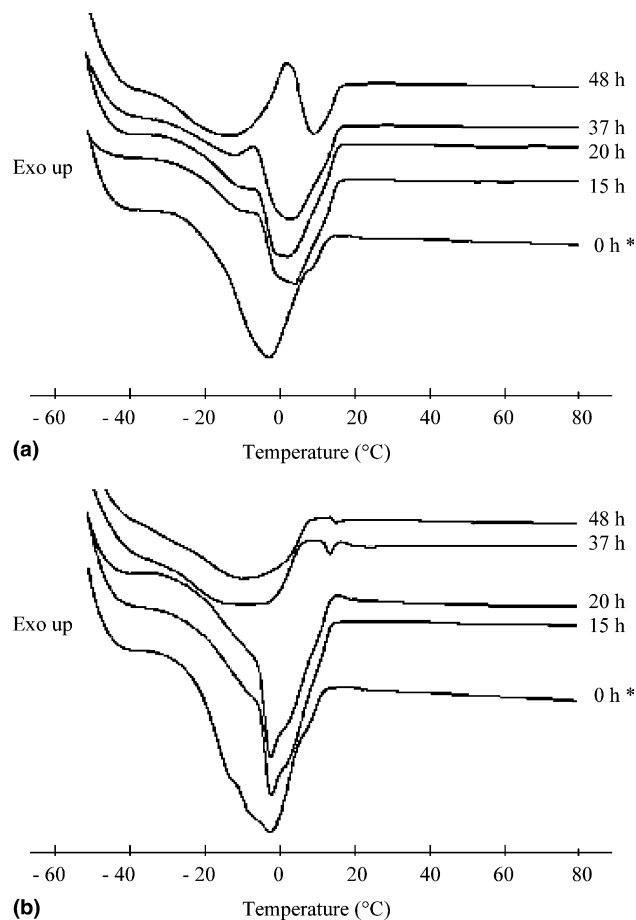 48 h
37 h
20 h
Exo up
15 h
0 h *
- 60 - 40 - 20 0 20 40 60 80
(a)
Temperature (°C)
48 h
37 h
20 h
Exo up
15 h
0 h *
- 60 - 40 - 20 0 20 40 60 80
(b)
Temperature (°C)